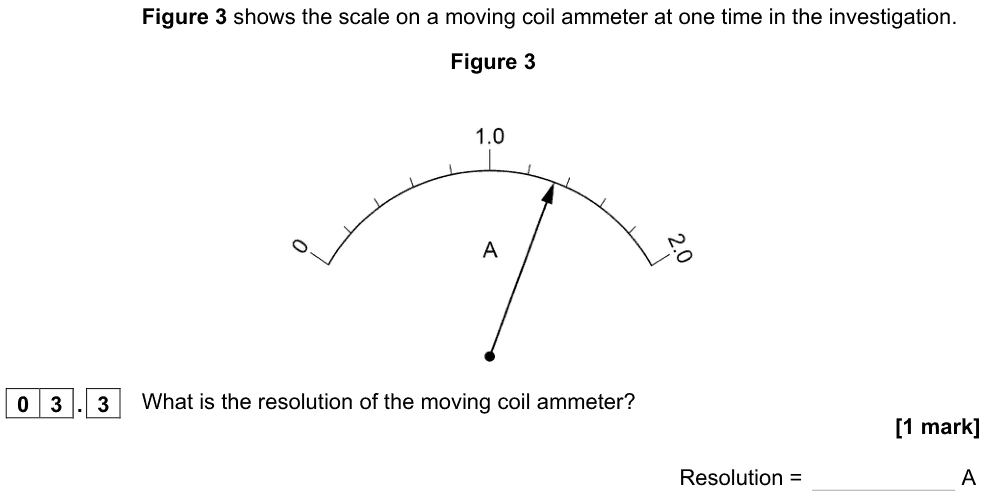 Figure 3 shows the scale on a moving coil ammeter at one time in the investigation.
Figure 3
1.0
0
2.0
A
0 3 . 3 What is the resolution of the moving coil ammeter?
[1 mark]
Resolution = ____________ A